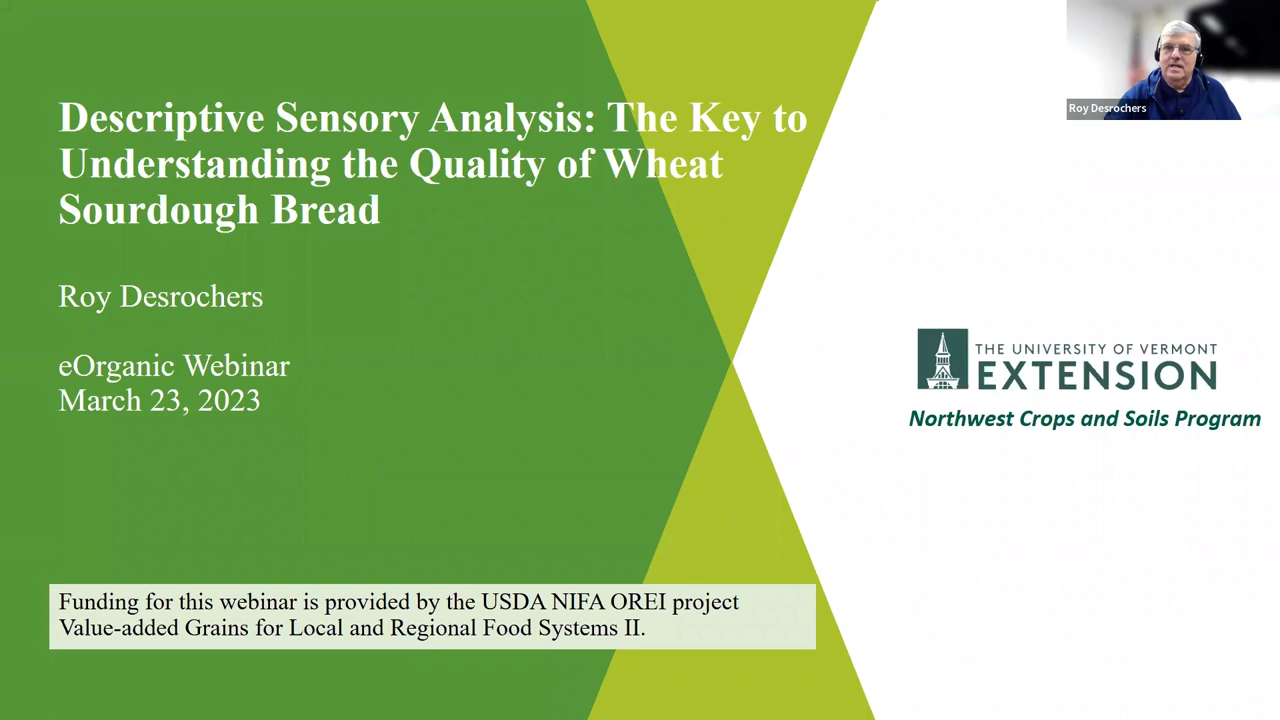 Descriptive Sensory Analysis: The Key to
Understanding the Quality of Wheat
Sourdough Bread
Roy Desrochers
eOrganic Webinar
March 23, 2023
Funding for this webinar is provided by the USDA NIFA OREI project
Value-added Grains for Local and Regional Food Systems II.
Roy Desrochers
THE UNIVERSITY OF VERMONT
EXTENSION
Northwest Crops and Soils Program